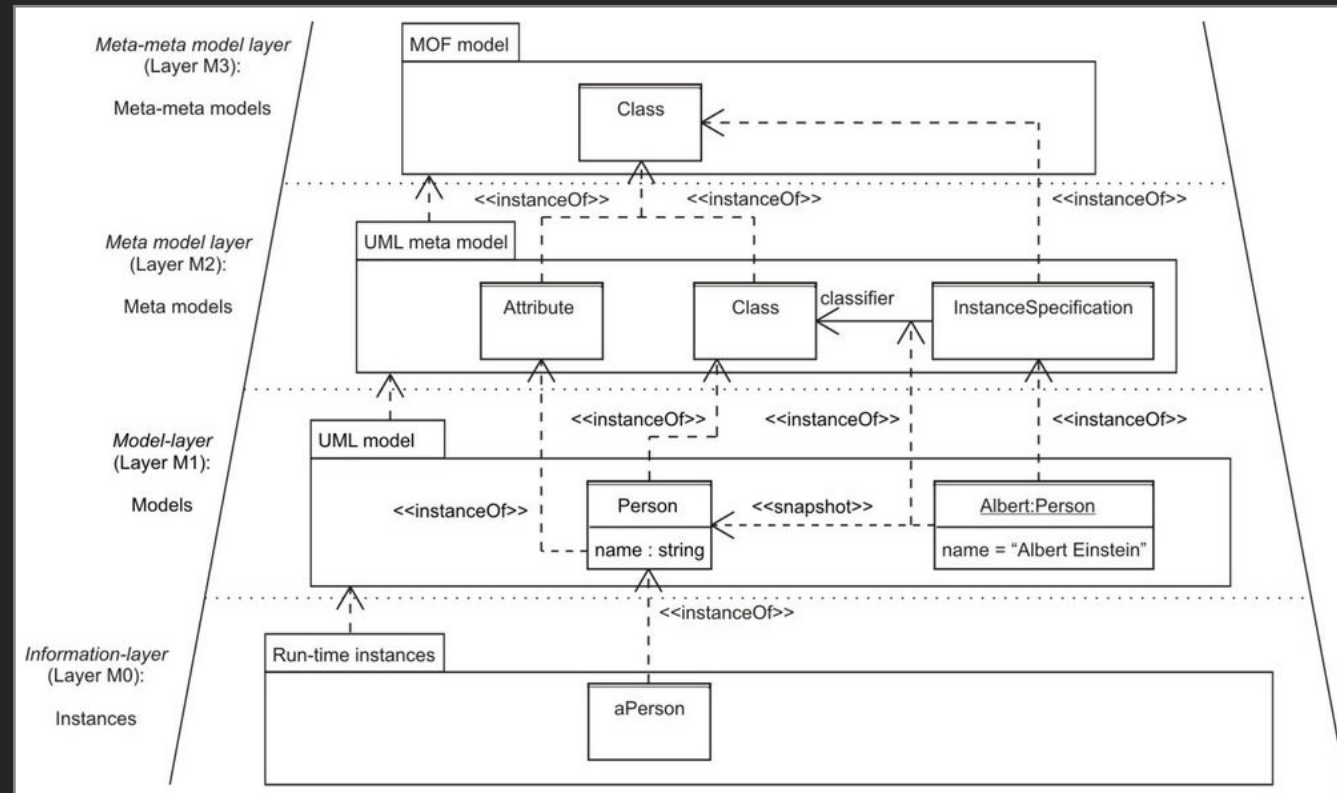 Meta-meta model layer
(Layer M3):
Meta-meta models
MOF model
Class
<<instanceOf>>
<<instanceOf>>
<<instanceOf>>
Meta model layer
(Layer M2):
Meta models
UML meta model
Attribute
Class
classifier
InstanceSpecification
<<instanceOf>>
<<instanceOf>>
<<instanceOf>>
Model-layer
(Layer M1):
Models
UML model
<<instanceOf>>
Person
name : string
<<snapshot>>
Albert:Person
name = “Albert Einstein”
<<instanceOf>>
Information-layer
(Layer M0):
Instances
Run-time instances
aPerson